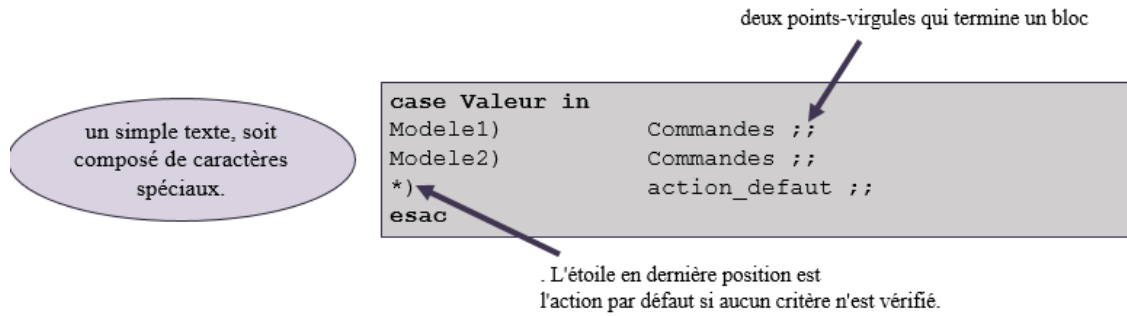 deux points-virgules qui termine un bloc
un simple texte, soit
composé de caractères
spéciaux.
case Valeur in
Modele1) Commandes ;;
Modele2) Commandes ;;
*) action_defaut ;;
esac
. L'étoile en dernière position est
l'action par défaut si aucun critère n'est vérifié.